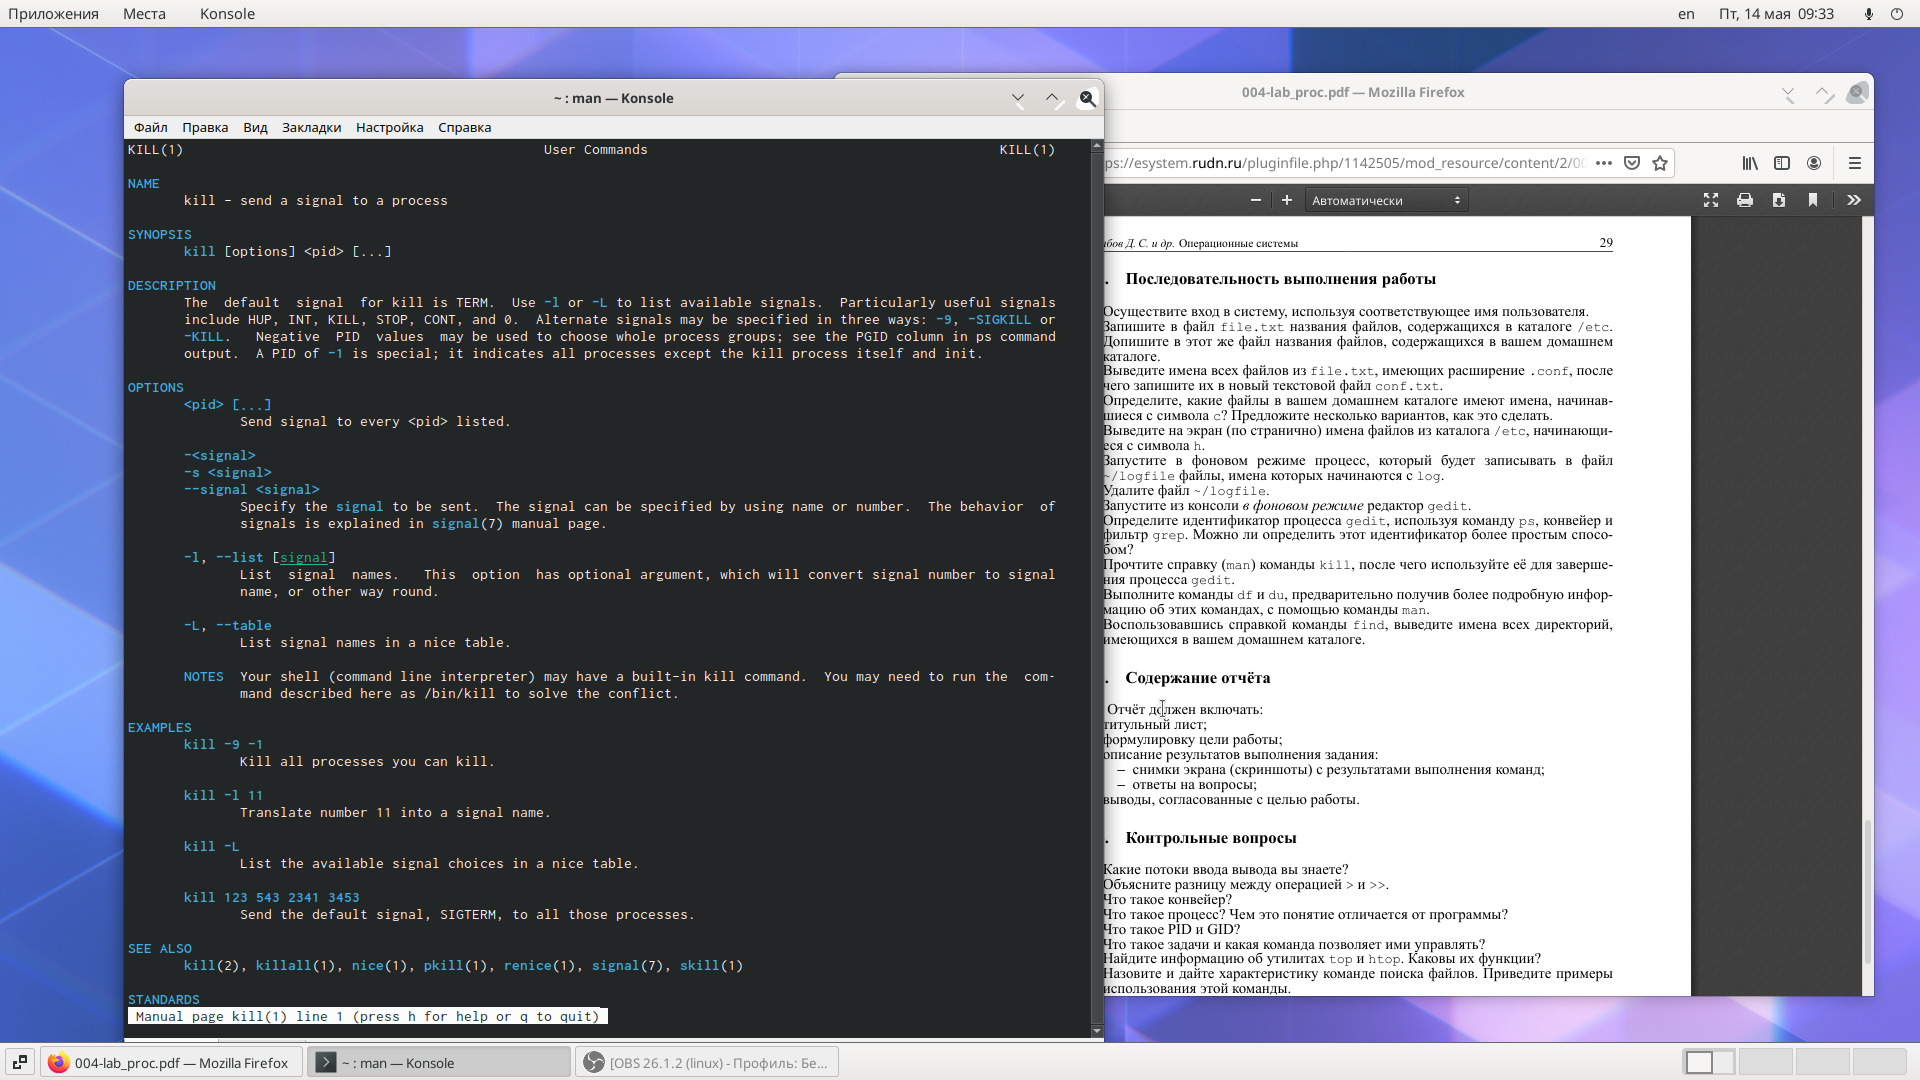 Приложения Места Konsole en Пт, 14 мая 09:33
~ : man — Konsole
Файл Правка Вид Закладки Настройка Справка
KILL(1) User Commands KILL(1)
NAME
kill - send a signal to a process
SYNOPSIS
kill [options] <pid> [...]
DESCRIPTION
The default signal for kill is TERM. Use -l or -L to list available signals. Particularly useful signals
include HUP, INT, KILL, STOP, CONT, and 0. Alternate signals may be specified in three ways: -9, -SIGKILL or
-KILL. Negative PID values may be used to choose whole process groups; see the PGID column in ps command
output. A PID of -1 is special; it indicates all processes except the kill process itself and init.
OPTIONS
<pid> [...]
Send signal to every <pid> listed.
-<signal>
-s <signal>
--signal <signal>
Specify the signal to be sent. The signal can be specified by using name or number. The behavior of
signals is explained in signal(7) manual page.
-l, --list [signal]
List signal names. This option has optional argument, which will convert signal number to signal
name, or other way round.
-L, --table
List signal names in a nice table.
NOTES Your shell (command line interpreter) may have a built-in kill command. You may need to run the com-
mand described here as /bin/kill to solve the conflict.
EXAMPLES
kill -9 -1
Kill all processes you can kill.
kill -l 11
Translate number 11 into a signal name.
kill -L
List the available signal choices in a nice table.
kill 123 543 2341 3453
Send the default signal, SIGTERM, to all those processes.
SEE ALSO
kill(2), killall(1), nice(1), pkill(1), renice(1), signal(7), skill(1)
STANDARDS
Manual page kill(1) line 1 (press h for help or q to quit)
004-lab_proc.pdf — Mozilla Firefox
ps://esystem.rudn.ru/pluginfile.php/1142505/mod_resource/content/2/00
Автоматически
Д. С. и др. Операционные системы 29
. Последовательность выполнения работы
Осуществите вход в систему, используя соответствующее имя пользователя.
Запишите в файл file.txt названия файлов, содержащихся в каталоге /etc.
Допишите в этот же файл названия файлов, содержащихся в вашем домашнем
каталоге.
Выведите имена всех файлов из file.txt, имеющих расширение .conf, после
чего запишите их в новый текстовой файл conf.txt.
Определите, какие файлы в вашем домашнем каталоге имеют имена, начинав-
шиеся с символа c? Предложите несколько вариантов, как это сделать.
Выведите на экран (по странично) имена файлов из каталога /etc, начинающи-
еся с символа h.
Запустите в фоновом режиме процесс, который будет записывать в файл
~/logfile файлы, имена которых начинаются с log.
Удалите файл ~/logfile.
Запустите из консоли в фоновом режиме редактор gedit.
Определите идентификатор процесса gedit, используя команду ps, конвейер и
фильтр grep. Можно ли определить этот идентификатор более простым спосо-
бом?
Прочтите справку (man) команды kill, после чего используйте её для заверше-
ния процесса gedit.
Выполните команды df и du, предварительно получив более подробную инфор-
мацию об этих командах, с помощью команды man.
Воспользовавшись справкой команды find, выведите имена всех директорий,
имеющихся в вашем домашнем каталоге.
. Содержание отчёта
Отчёт должен включать:
титульный лист;
формулировку цели работы;
описание результатов выполнения задания:
– снимки экрана (скриншоты) с результатами выполнения команд;
– ответы на вопросы;
выводы, согласованные с целью работы.
. Контрольные вопросы
Какие потоки ввода вывода вы знаете?
Объясните разницу между операцией > и >>.
Что такое конвейер?
Что такое процесс? Чем это понятие отличается от программы?
Что такое PID и GID?
Что такое задачи и какая команда позволяет ими управлять?
Найдите информацию об утилитах top и htop. Каковы их функции?
Назовите и дайте характеристику команде поиска файлов. Приведите примеры
использования этой команды.
004-lab_proc.pdf — Mozilla Firefox ~ : man — Konsole [OBS 26.1.2 (linux) - Профиль: Бе...